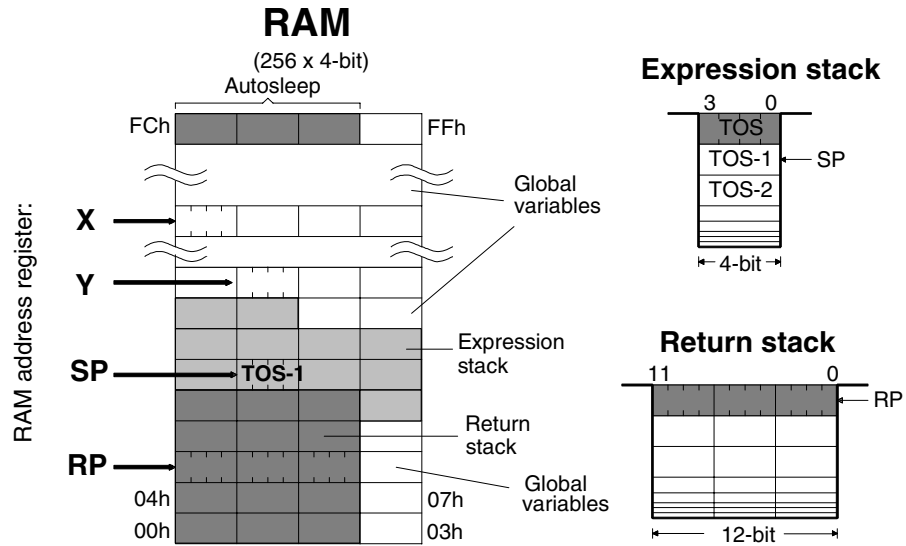 RAM
(256 x 4-bit)
Autosleep
FCh
FFh
RAM address register:
X
Y
SP
TOS-1
RP
04h
07h
00h
03h
Global
variables
Expression
stack
Return
stack
Global
variables
Expression stack
3 0
TOS
TOS-1
SP
TOS-2
4-bit
Return stack
11 0
RP
12-bit